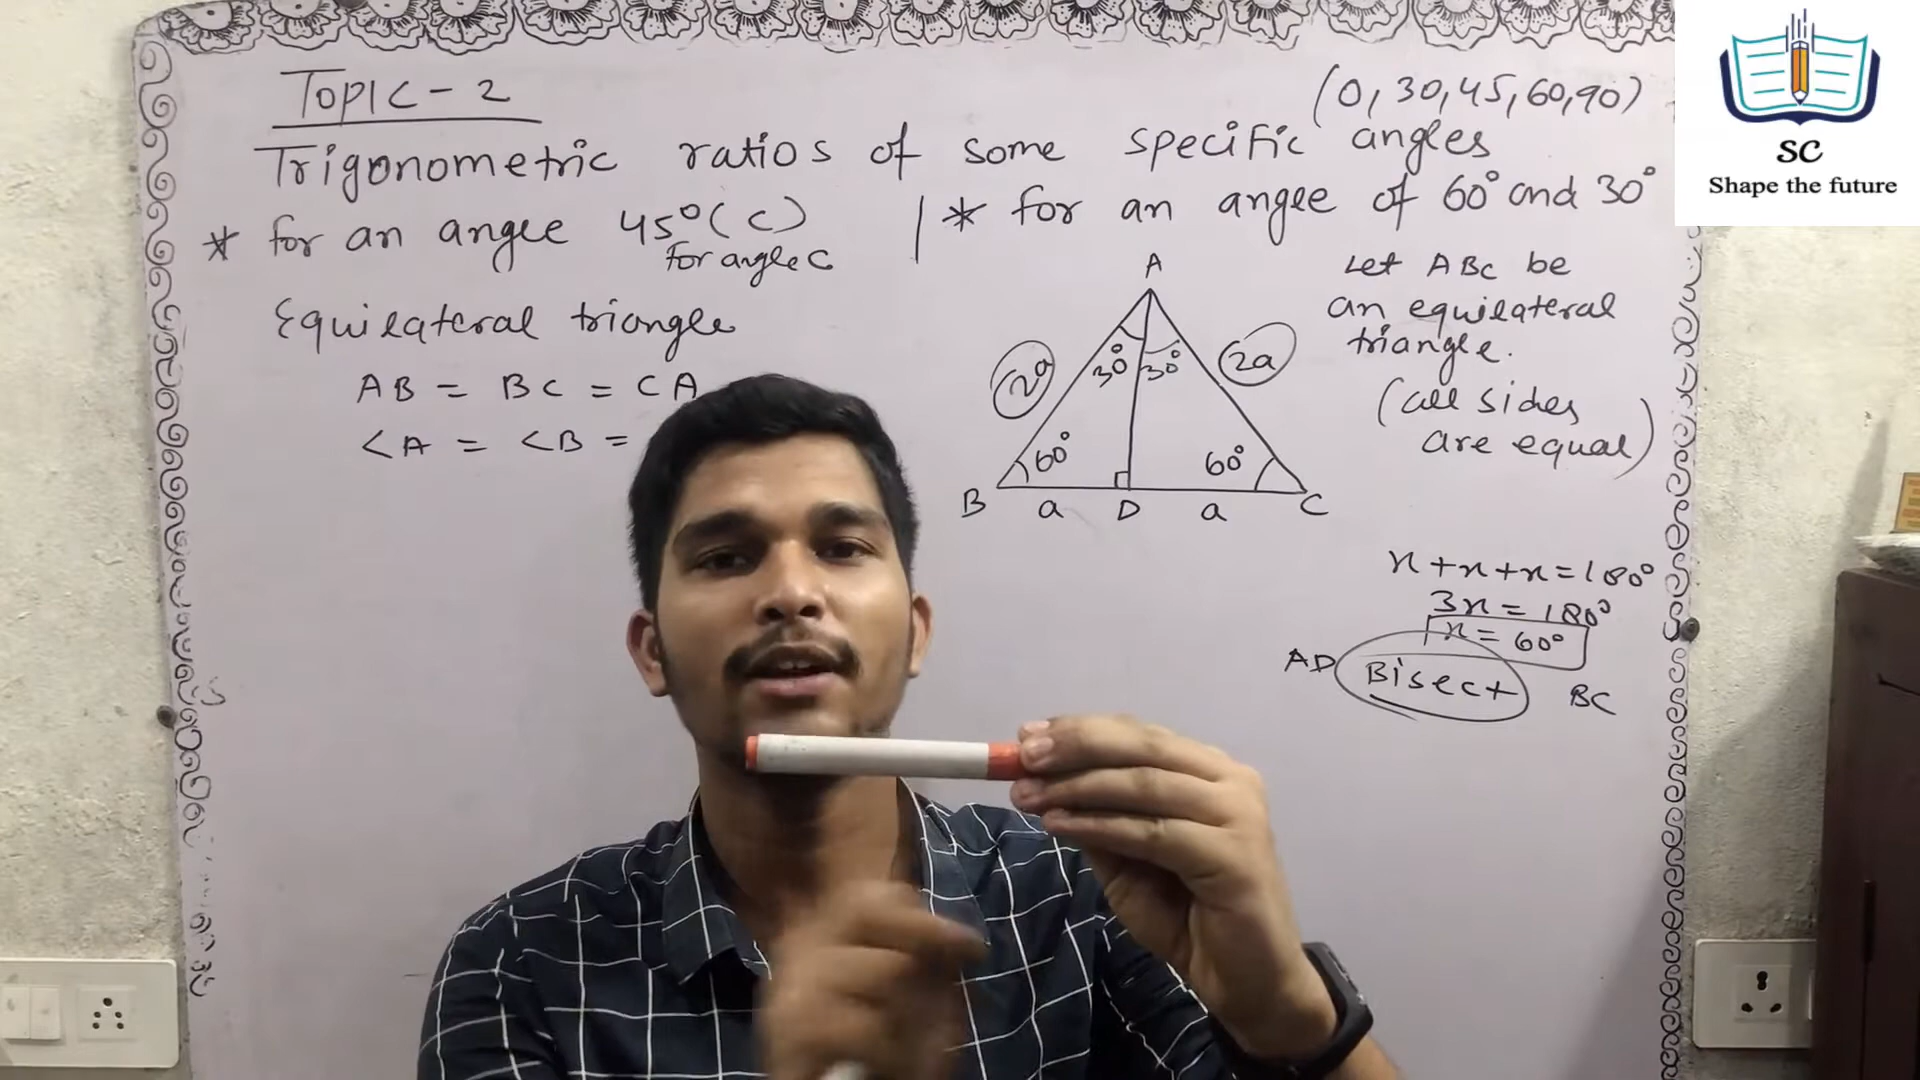 Topic - 2
(0, 30, 45, 60, 90)
Trigonometric ratios of some specific angles
* for an angle 45° (C)
for angle C
| * for an angle of 60° and 30°
Equilateral triangle
AB = BC = CA
<A = <B =
A
2a
30°
30°
2a
60°
60°
B
a
D
a
C
Let ABC be
an equilateral
triangle.
(all sides
are equal)
x + x + x = 180°
3x = 180°
x = 60°
AD Bisect BC
SC
Shape the future